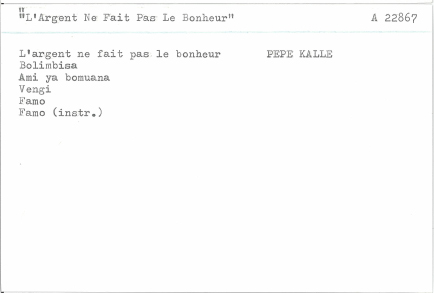 "L'Argent Ne Fait Pas Le Bonheur" A 22867
L'argent ne fait pas le bonheur PEPE KALLE
Bolimbisa
Ami ya bomuana
Vengi
Famo
Famo (instr.)